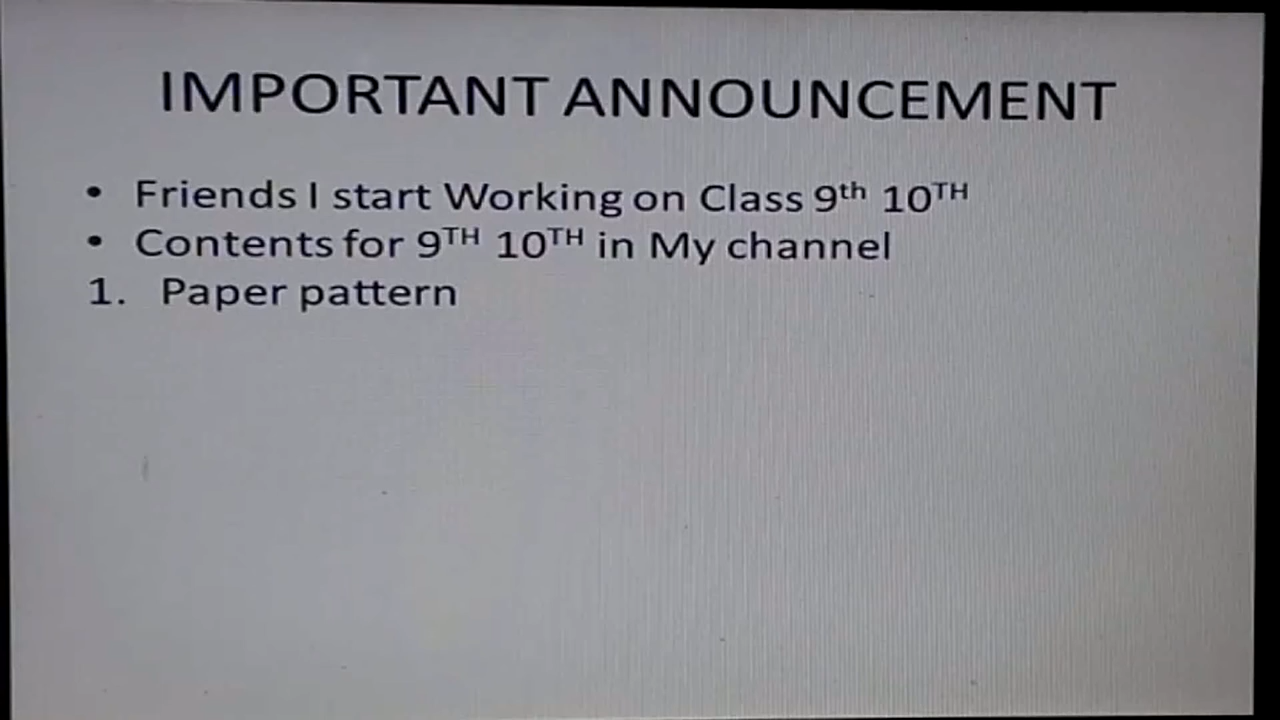 IMPORTANT ANNOUNCEMENT
• Friends I start Working on Class 9th 10TH
• Contents for 9TH 10TH in My channel
1. Paper pattern